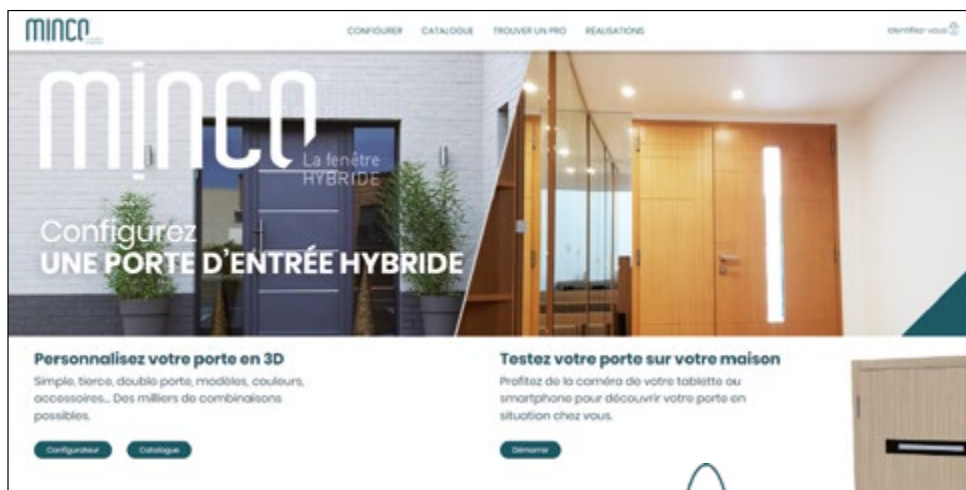 minco
CONFIGURER CATALOGUE TROUVER UN PRO RÉALISATIONS
Identifiez-vous
minco
La fenêtre
HYBRIDE
Configurez
UNE PORTE D'ENTRÉE HYBRIDE
Personnalisez votre porte en 3D
Simple, tierce, double porte, modèles, couleurs,
accessoires... Des milliers de combinaisons
possibles.
Configurateur Catalogue
Testez votre porte sur votre maison
Profitez de la caméra de votre tablette ou
smartphone pour découvrir votre porte en
situation chez vous.
Démarrer